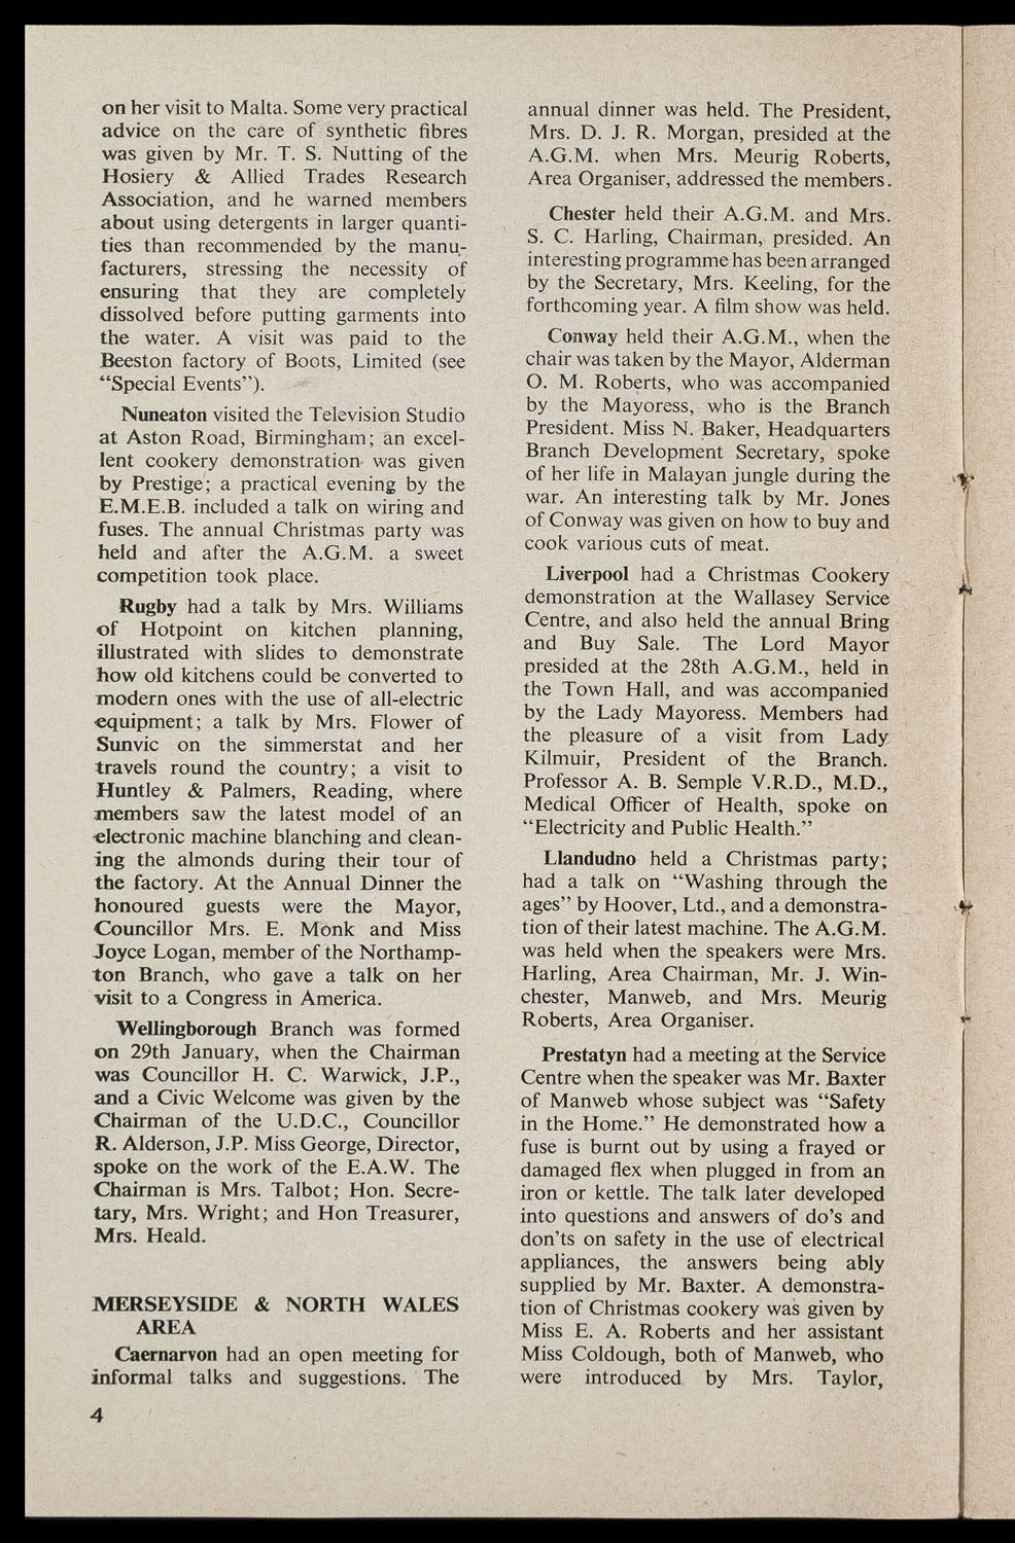 on her visit to Malta. Some very practical
advice on the care of synthetic fibres
was given by Mr. T. S. Nutting of the
Hosiery & Allied Trades Research
Association, and he warned members
about using detergents in larger quanti-
ties than recommended by the manu-
facturers, stressing the necessity of
ensuring that they are completely
dissolved before putting garments into
the water. A visit was paid to the
Beeston factory of Boots, Limited (see
“Special Events”).
Nuneaton visited the Television Studio
at Aston Road, Birmingham; an excel-
lent cookery demonstration was given
by Prestige; a practical evening by the
E.M.E.B. included a talk on wiring and
fuses. The annual Christmas party was
held and after the A.G.M. a sweet
competition took place.
Rugby had a talk by Mrs. Williams
of Hotpoint on kitchen planning,
illustrated with slides to demonstrate
how old kitchens could be converted to
modern ones with the use of all-electric
equipment; a talk by Mrs. Flower of
Sunvic on the simmerstat and her
travels round the country; a visit to
Huntley & Palmers, Reading, where
members saw the latest model of an
electronic machine blanching and clean-
ing the almonds during their tour of
the factory. At the Annual Dinner the
honoured guests were the Mayor,
Councillor Mrs. E. Monk and Miss
Joyce Logan, member of the Northamp-
ton Branch, who gave a talk on her
visit to a Congress in America.
Wellingborough Branch was formed
on 29th January, when the Chairman
was Councillor H. C. Warwick, J.P.,
and a Civic Welcome was given by the
Chairman of the U.D.C., Councillor
R. Alderson, J.P. Miss George, Director,
spoke on the work of the E.A.W. The
Chairman is Mrs. Talbot; Hon. Secre-
tary, Mrs. Wright; and Hon Treasurer,
Mrs. Heald.
MERSEYSIDE & NORTH WALES
AREA
Caernarvon had an open meeting for
informal talks and suggestions. The
4
annual dinner was held. The President,
Mrs. D. J. R. Morgan, presided at the
A.G.M. when Mrs. Meurig Roberts,
Area Organiser, addressed the members.
Chester held their A.G.M. and Mrs.
S. C. Harling, Chairman, presided. An
interesting programme has been arranged
by the Secretary, Mrs. Keeling, for the
forthcoming year. A film show was held.
Conway held their A.G.M., when the
chair was taken by the Mayor, Alderman
O. M. Roberts, who was accompanied
by the Mayoress, who is the Branch
President. Miss N. Baker, Headquarters
Branch Development Secretary, spoke
of her life in Malayan jungle during the
war. An interesting talk by Mr. Jones
of Conway was given on how to buy and
cook various cuts of meat.
Liverpool had a Christmas Cookery
demonstration at the Wallasey Service
Centre, and also held the annual Bring
and Buy Sale. The Lord Mayor
presided at the 28th A.G.M., held in
the Town Hall, and was accompanied
by the Lady Mayoress. Members had
the pleasure of a visit from Lady
Kilmuir, President of the Branch.
Professor A. B. Semple V.R.D., M.D.,
Medical Officer of Health, spoke on
“Electricity and Public Health.”
Llandudno held a Christmas party;
had a talk on “Washing through the
ages” by Hoover, Ltd., and a demonstra-
tion of their latest machine. The A.G.M.
was held when the speakers were Mrs.
Harling, Area Chairman, Mr. J. Win-
chester, Manweb, and Mrs. Meurig
Roberts, Area Organiser.
Prestatyn had a meeting at the Service
Centre when the speaker was Mr. Baxter
of Manweb whose subject was “Safety
in the Home.” He demonstrated how a
fuse is burnt out by using a frayed or
damaged flex when plugged in from an
iron or kettle. The talk later developed
into questions and answers of do’s and
don’ts on safety in the use of electrical
appliances, the answers being ably
supplied by Mr. Baxter. A demonstra-
tion of Christmas cookery was given by
Miss E. A. Roberts and her assistant
Miss Coldough, both of Manweb, who
were introduced by Mrs. Taylor,